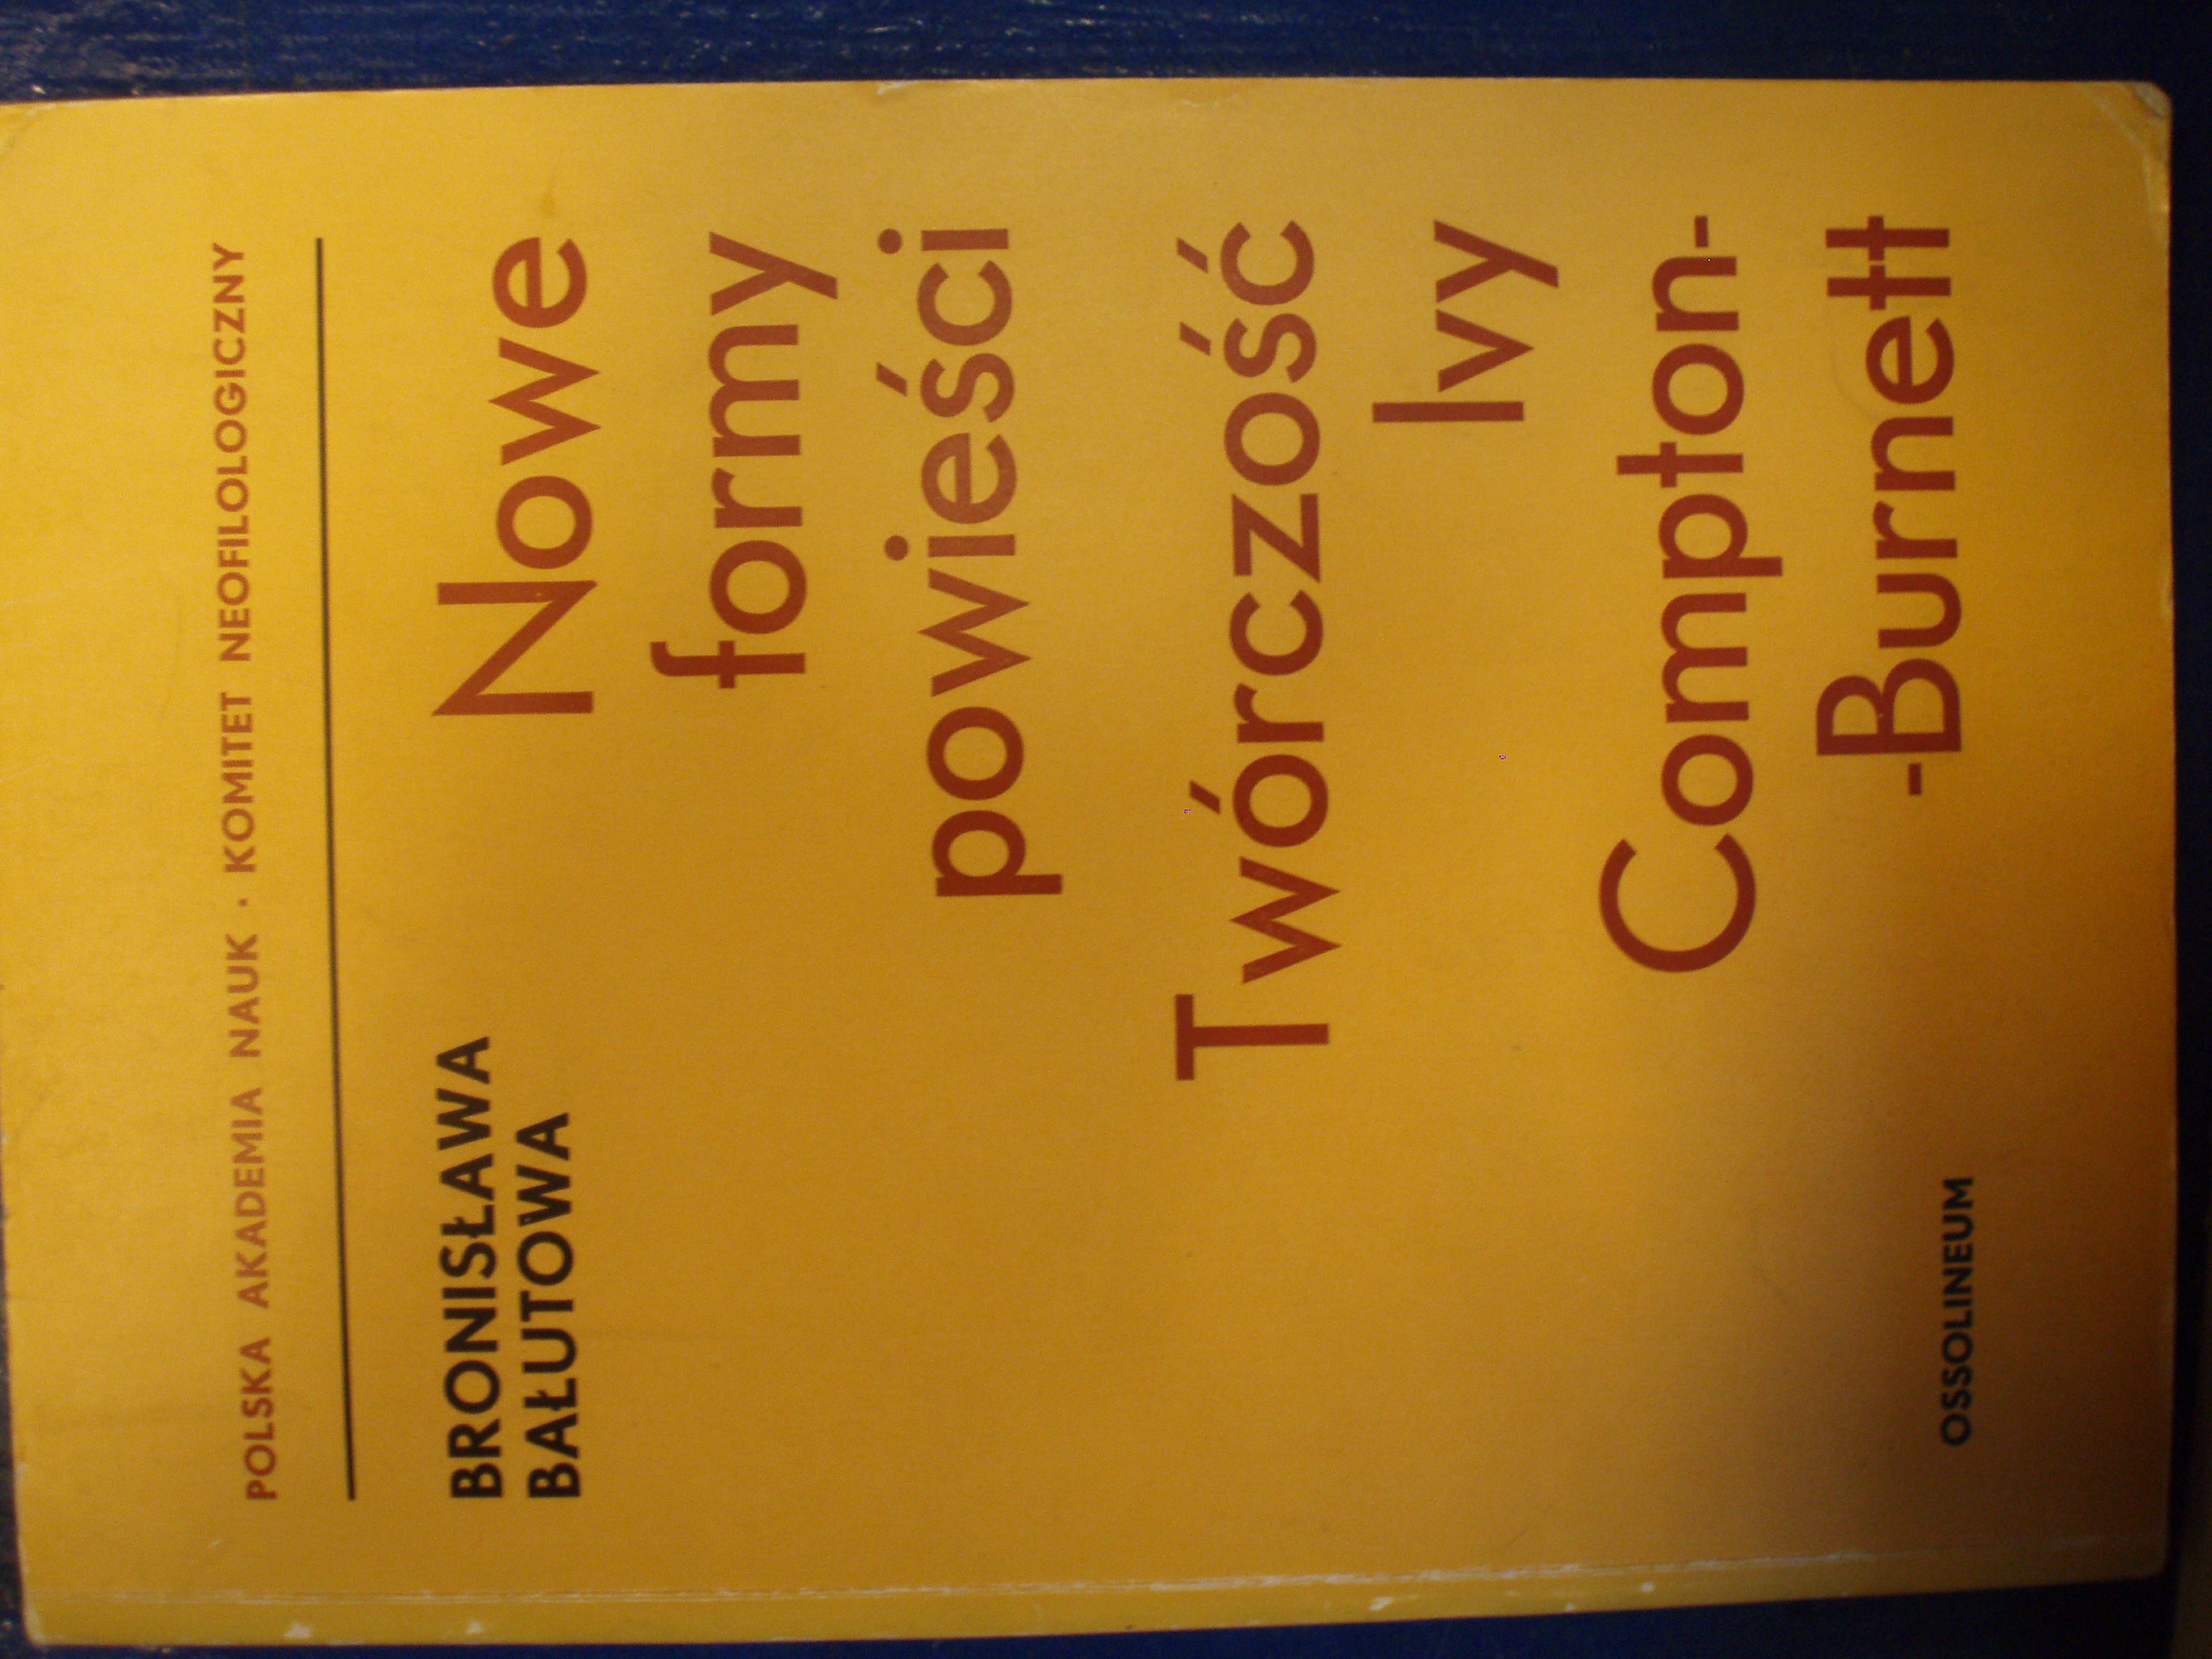 POLSKA AKADEMIA NAUK · KOMITET NEOFILOLOGICZNY
BRONISŁAWA
BAŁUTOWA
Nowe
formy
powieści
Twórczość
Ivy
Compton-
-Burnett
OSSOLINEUM